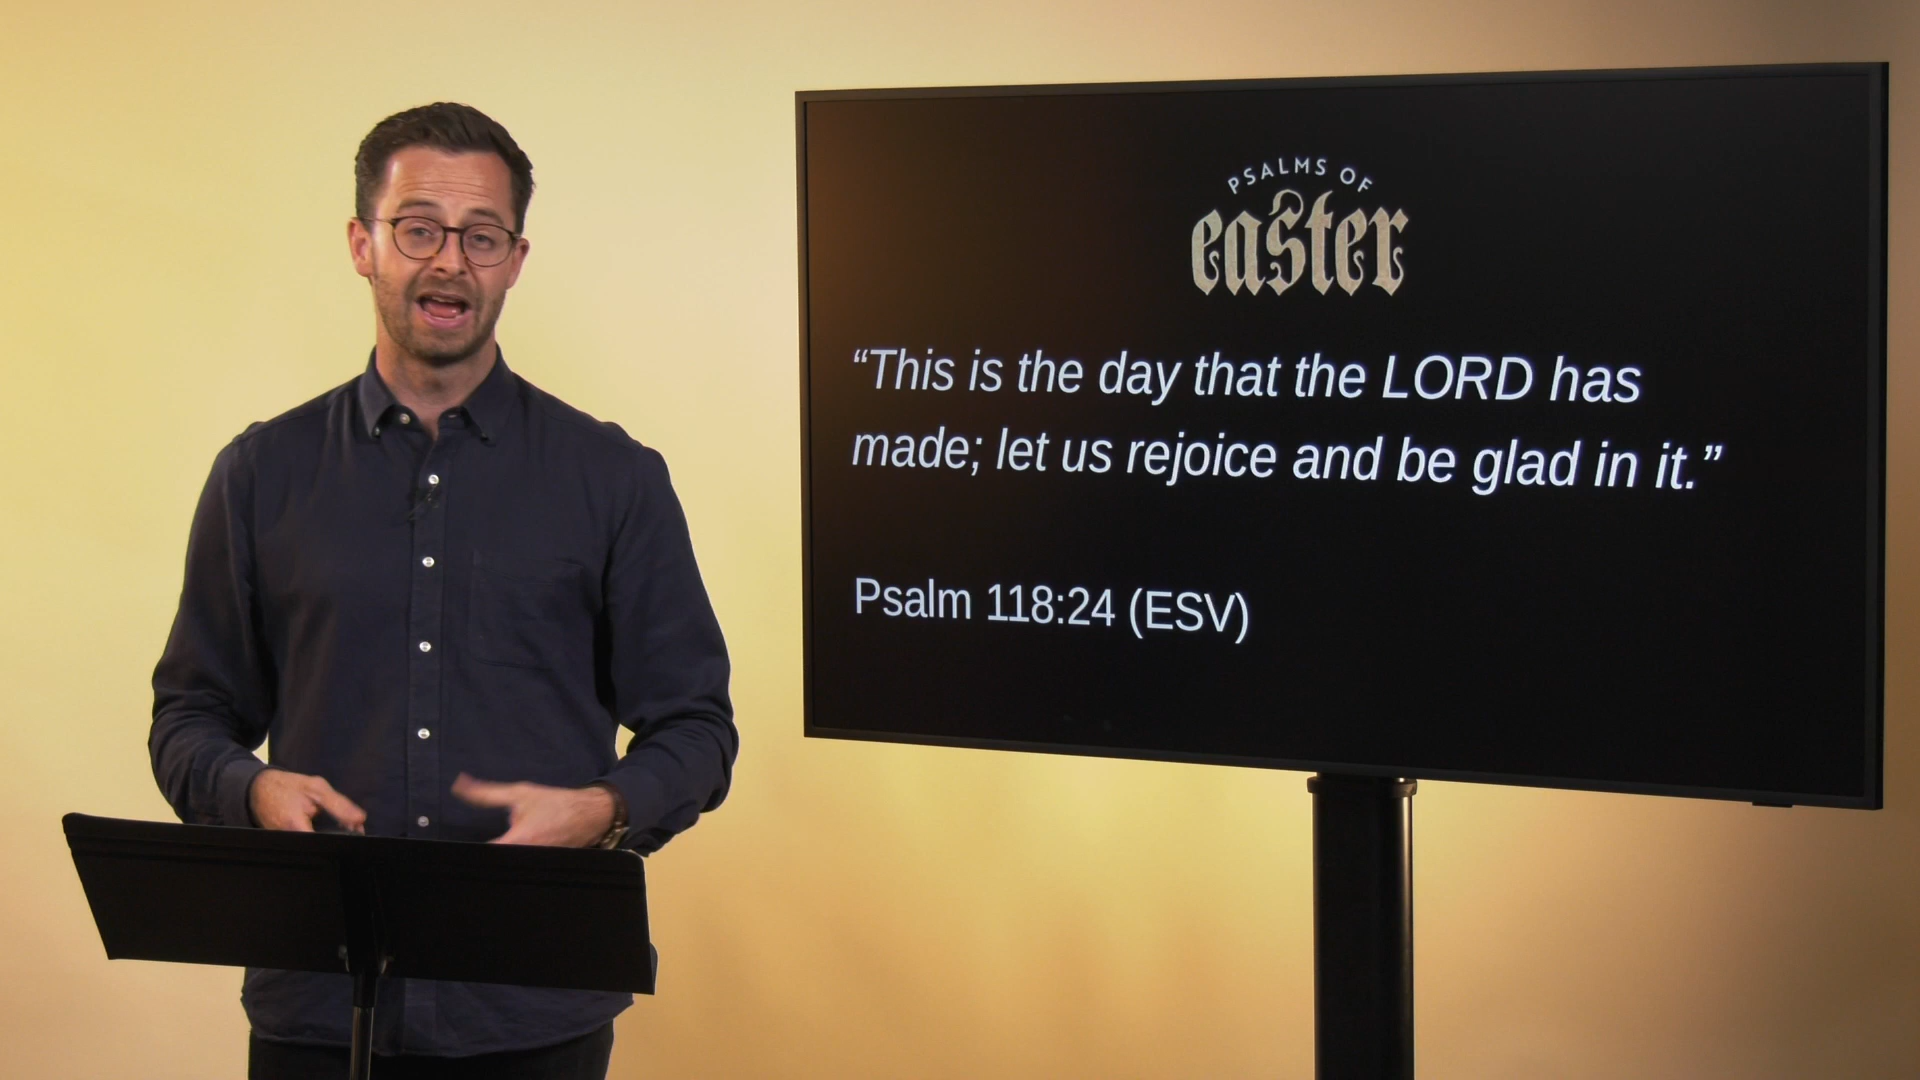 PSALMS OF
easter
“This is the day that the LORD has
made; let us rejoice and be glad in it.”
Psalm 118:24 (ESV)